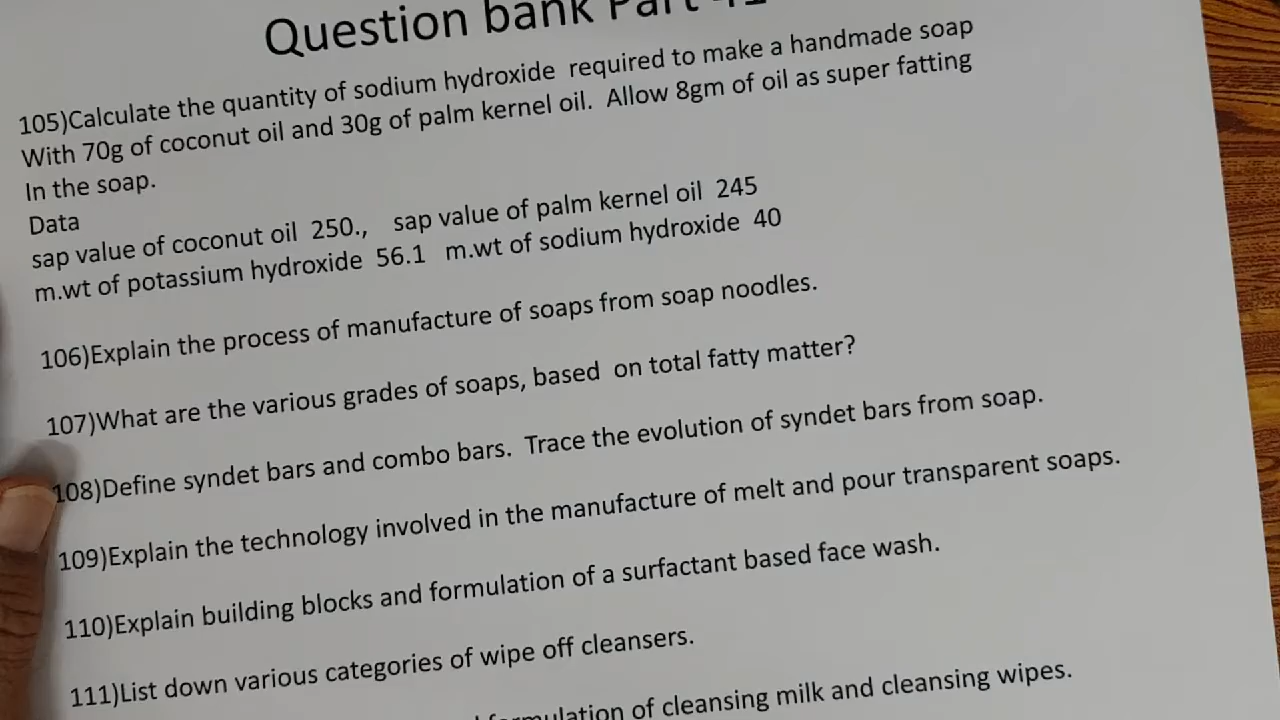 Question bank Part 41
105)Calculate the quantity of sodium hydroxide required to make a handmade soap
With 70g of coconut oil and 30g of palm kernel oil. Allow 8gm of oil as super fatting
In the soap.
Data
sap value of coconut oil 250., sap value of palm kernel oil 245
m.wt of potassium hydroxide 56.1 m.wt of sodium hydroxide 40
106)Explain the process of manufacture of soaps from soap noodles.
107)What are the various grades of soaps, based on total fatty matter?
108)Define syndet bars and combo bars. Trace the evolution of syndet bars from soap.
109)Explain the technology involved in the manufacture of melt and pour transparent soaps.
110)Explain building blocks and formulation of a surfactant based face wash.
111)List down various categories of wipe off cleansers.
formulation of cleansing milk and cleansing wipes.